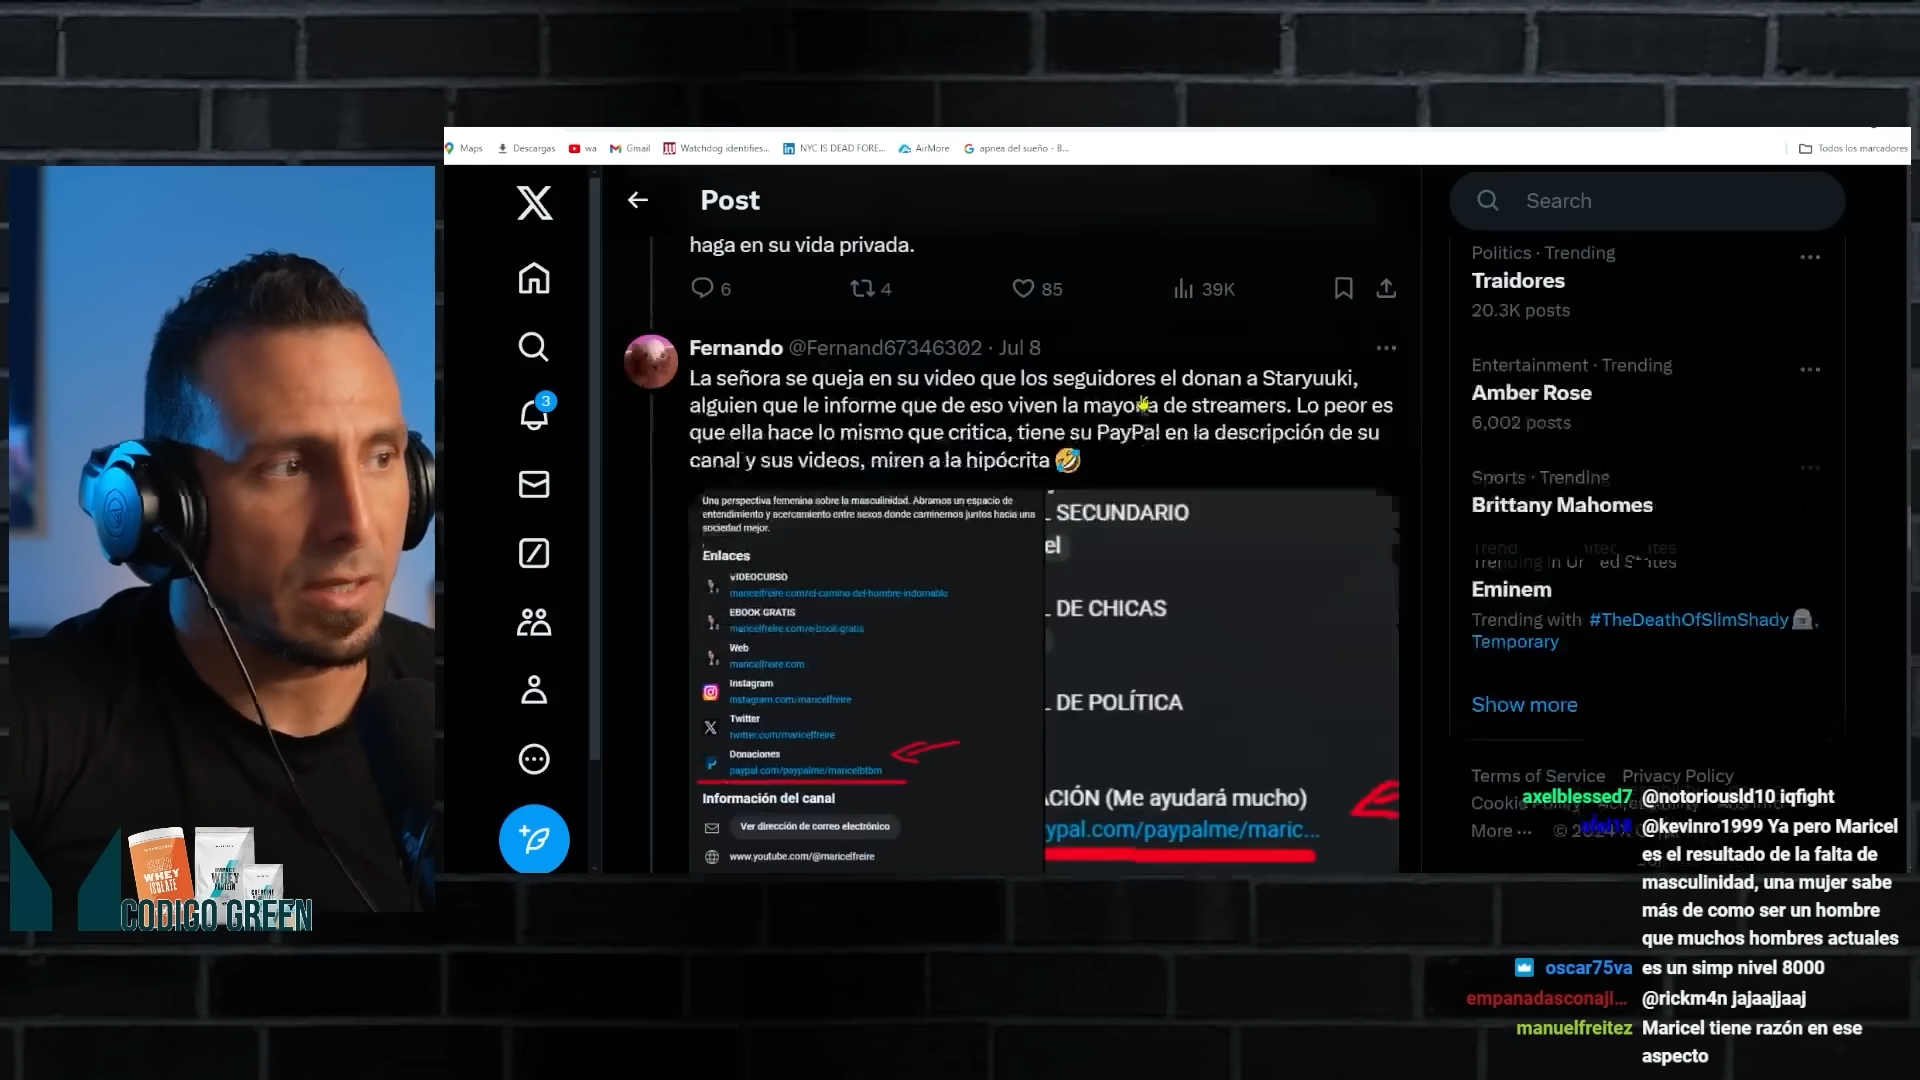 Maps
Descargas
wa
Gmail
Watchdog identifies...
NYC IS DEAD FORE...
AirMore
apnea del sueño - B...
Todos los marcadores
Post
haga en su vida privada.
6
4
85
39K
Fernando @Fernand67346302 · Jul 8
La señora se queja en su video que los seguidores el donan a Staryuuki,
alguien que le informe que de eso viven la mayoría de streamers. Lo peor es
que ella hace lo mismo que critica, tiene su PayPal en la descripción de su
canal y sus videos, miren a la hipócrita
Una perspectiva femenina sobre la masculinidad. Abramos un espacio de
entendimiento y acercamiento entre sexos donde caminemos juntos hacia una
sociedad mejor.
Enlaces
VIDEOCURSO
maricelfreire.com/el-camino-del-hombre-indomable
EBOOK GRATIS
maricelfreire.com/e-book-gratis
Web
maricelfreire.com
Instagram
instagram.com/maricelfreire
Twitter
twitter.com/maricelfreire
Donaciones
paypal.com/paypalme/maricelbtbm
Información del canal
Ver dirección de correo electrónico
www.youtube.com/@maricelfreire
SECUNDARIO
el
DE CHICAS
DE POLÍTICA
ACIÓN (Me ayudará mucho)
ypal.com/paypalme/maric...
3
Search
Politics · Trending
Traidores
20.3K posts
Entertainment · Trending
Amber Rose
6,002 posts
Sports · Trending
Brittany Mahomes
Eminem
Trending with #TheDeathOfSlimShady,
Temporary
Show more
Terms of Service Privacy Policy
More ··· © 
axelblessed7 @notoriousld10 iqfight
@kevinro1999 Ya pero Maricel
es el resultado de la falta de
masculinidad, una mujer sabe
más de como ser un hombre
que muchos hombres actuales
oscar75va es un simp nivel 8000
empanadasconaji... @rickm4n jajaajjaaj
manuelfreitez Maricel tiene razón en ese
aspecto
WHEY
ISOLATE
WHEY
CODIGO GREEN